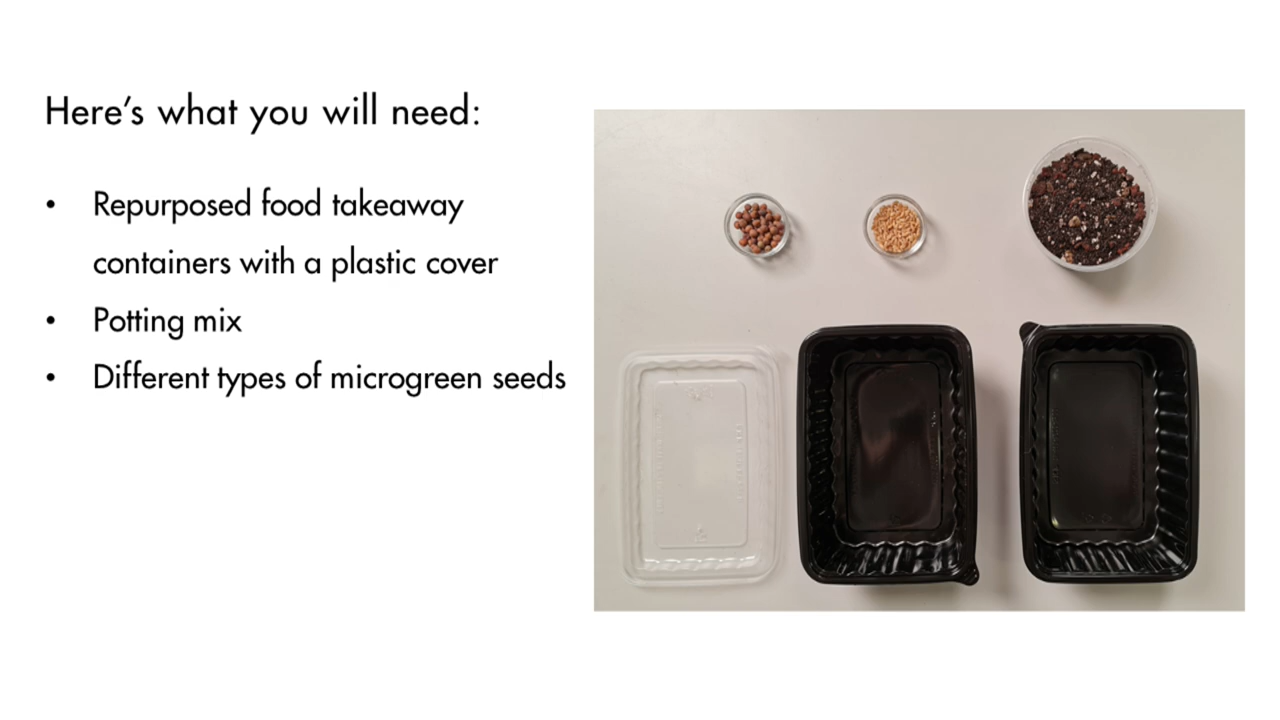 Here’s what you will need:
• Repurposed food takeaway
containers with a plastic cover
• Potting mix
• Different types of microgreen seeds